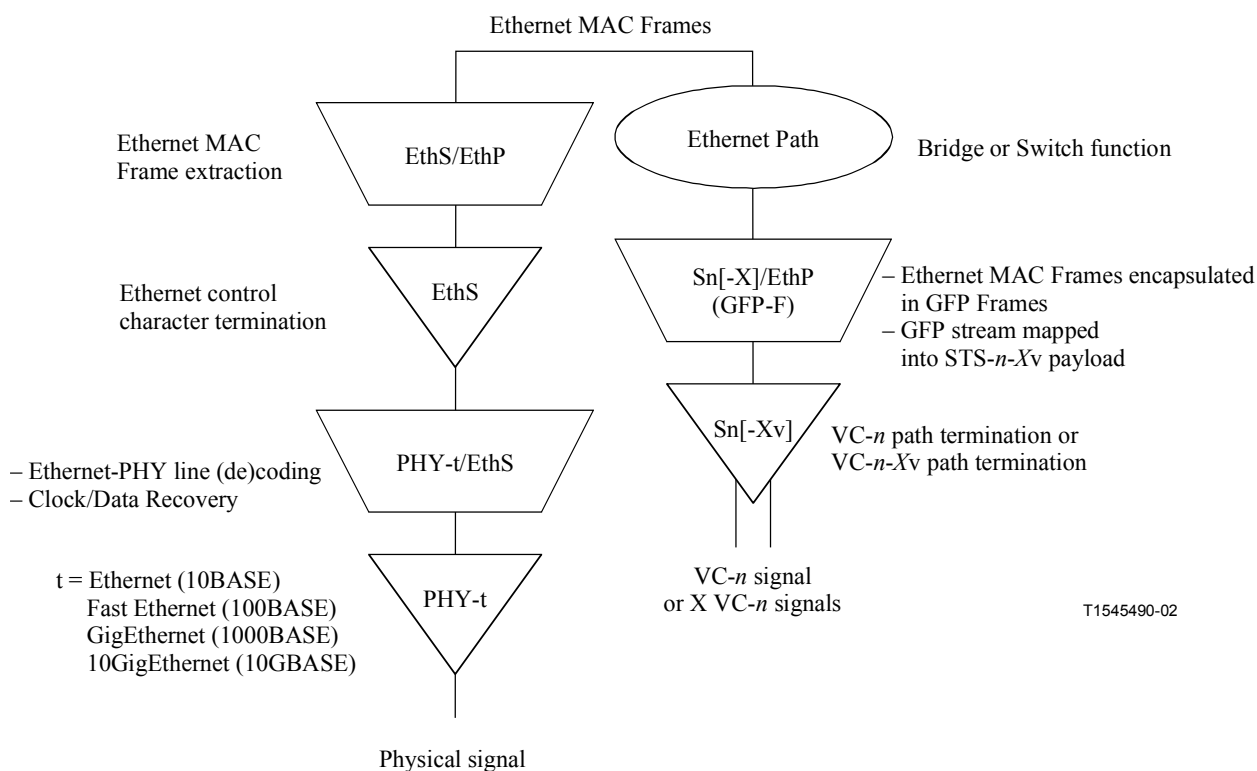 Ethernet MAC Frames
Ethernet MAC
Frame extraction
EthS/EthP
Ethernet Path
Bridge or Switch function
Ethernet control
character termination
EthS
Sn[-X]/EthP
(GFP-F)
– Ethernet MAC Frames encapsulated
in GFP Frames
– GFP stream mapped
into STS-n-Xv payload
– Ethernet-PHY line (de)coding
– Clock/Data Recovery
PHY-t/EthS
Sn[-Xv]
VC-n path termination or
VC-n-Xv path termination
t = Ethernet (10BASE)
Fast Ethernet (100BASE)
GigEthernet (1000BASE)
10GigEthernet (10GBASE)
PHY-t
VC-n signal
or X VC-n signals
T1545490-02
Physical signal